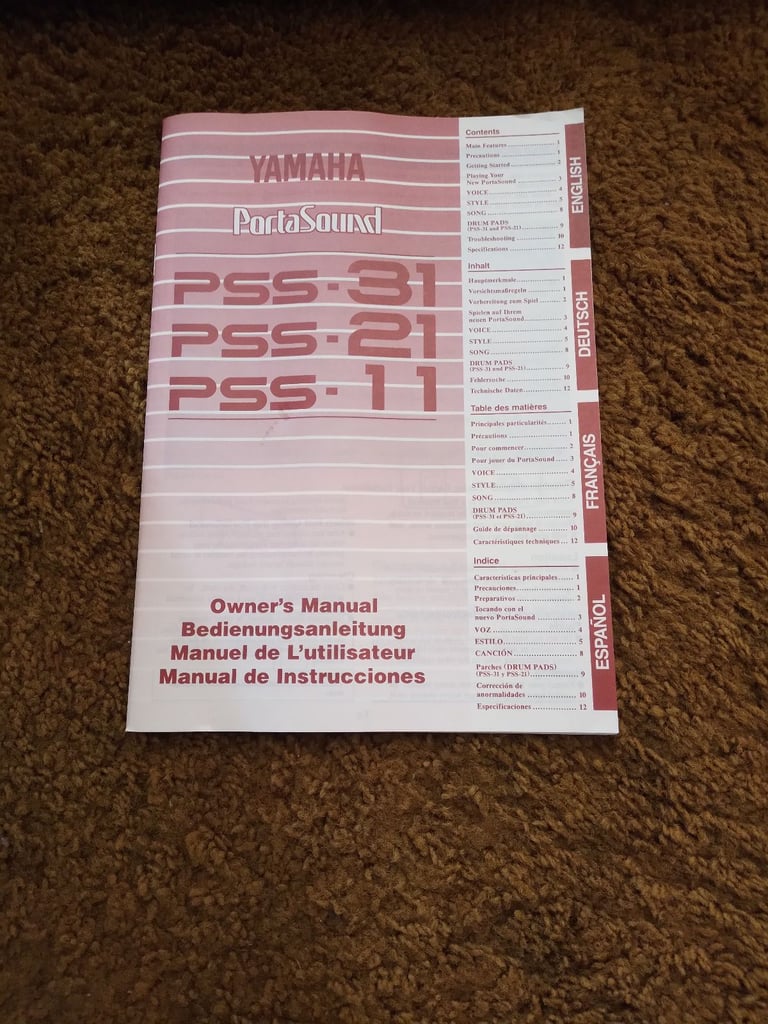 YAMAHA
PortaSound
PSS-31
PSS-21
PSS-11
Owner's Manual
Bedienungsanleitung
Manuel de L'utilisateur
Manual de Instrucciones
Contents
Main Features 1
Precautions 1
Getting Started 2
Playing Your
New PortaSound 3
VOICE 4
STYLE 5
SONG 8
DRUM PADS
(PSS-31 and PSS-21) 9
Troubleshooting 10
Specifications 12
ENGLISH
Inhalt
Hauptmerkmale 1
Vorsichtsmaßregeln 1
Vorbereitung zum Spiel 2
Spielen auf Ihrem
neuen PortaSound 3
VOICE 4
STYLE 5
SONG 8
DRUM PADS
(PSS-31 und PSS-21) 9
Fehlersuche 10
Technische Daten 12
DEUTSCH
Table des matières
Principales particularités 1
Précautions 1
Pour commencer 2
Pour jouer du PortaSound 3
VOICE 4
STYLE 5
SONG 8
DRUM PADS
(PSS-31 et PSS-21) 9
Guide de dépannage 10
Caractéristiques techniques 12
FRANÇAIS
Indice
Características principales 1
Precauciones 1
Preparativos 2
Tocando con el
nuevo PortaSound 3
VOZ 4
ESTILO 5
CANCIÓN 8
Parches (DRUM PADS)
(PSS-31 y PSS-21) 9
Corrección de
anormalidades 10
Especificaciones 12
ESPAÑOL